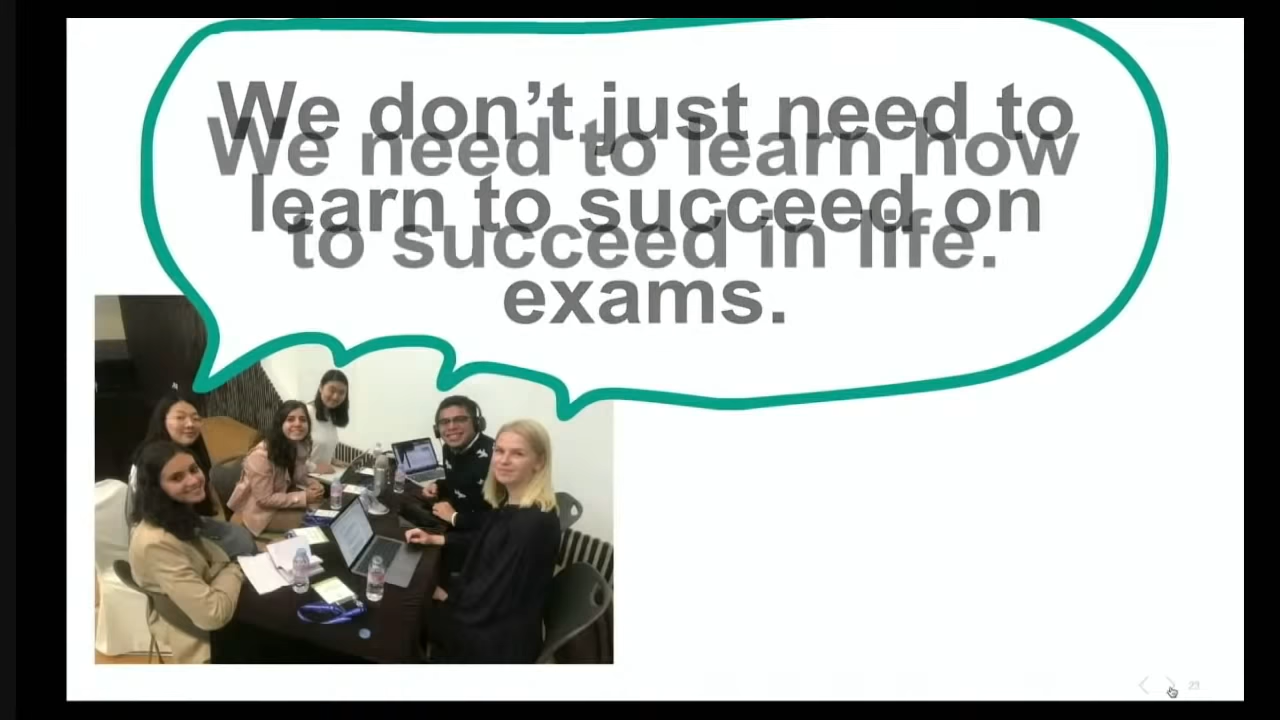 We don't just need to
learn to succeed on
exams.
We need to learn how
to succeed in life.
23